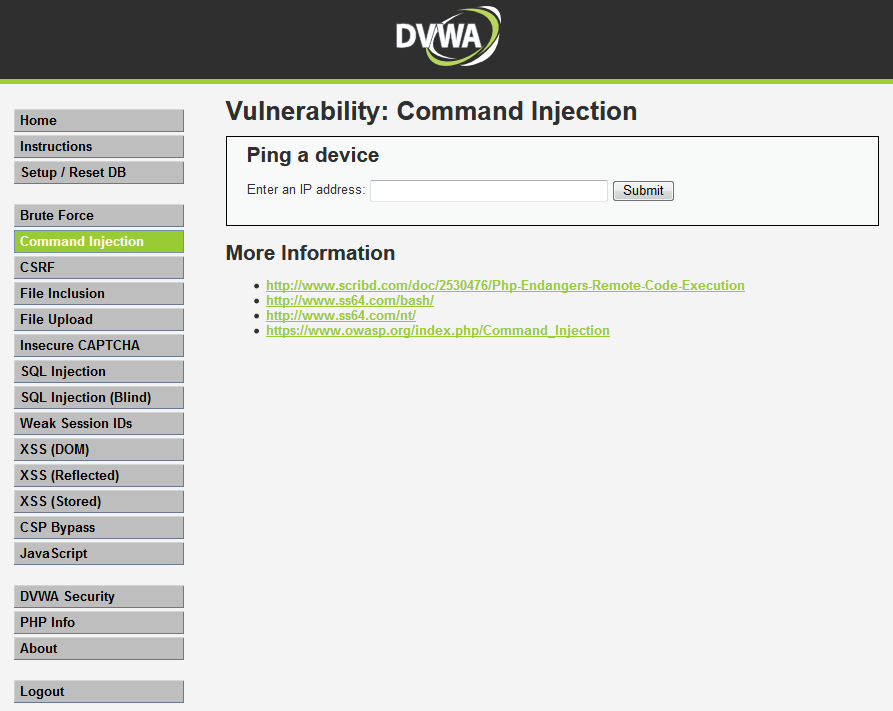 DVWA
Home
Instructions
Setup / Reset DB
Brute Force
Command Injection
CSRF
File Inclusion
File Upload
Insecure CAPTCHA
SQL Injection
SQL Injection (Blind)
Weak Session IDs
XSS (DOM)
XSS (Reflected)
XSS (Stored)
CSP Bypass
JavaScript
DVWA Security
PHP Info
About
Logout
Vulnerability: Command Injection
Ping a device
Enter an IP address: Submit
More Information
http://www.scribd.com/doc/2530476/Php-Endangers-Remote-Code-Execution
http://www.ss64.com/bash/
http://www.ss64.com/nt/
https://www.owasp.org/index.php/Command_Injection